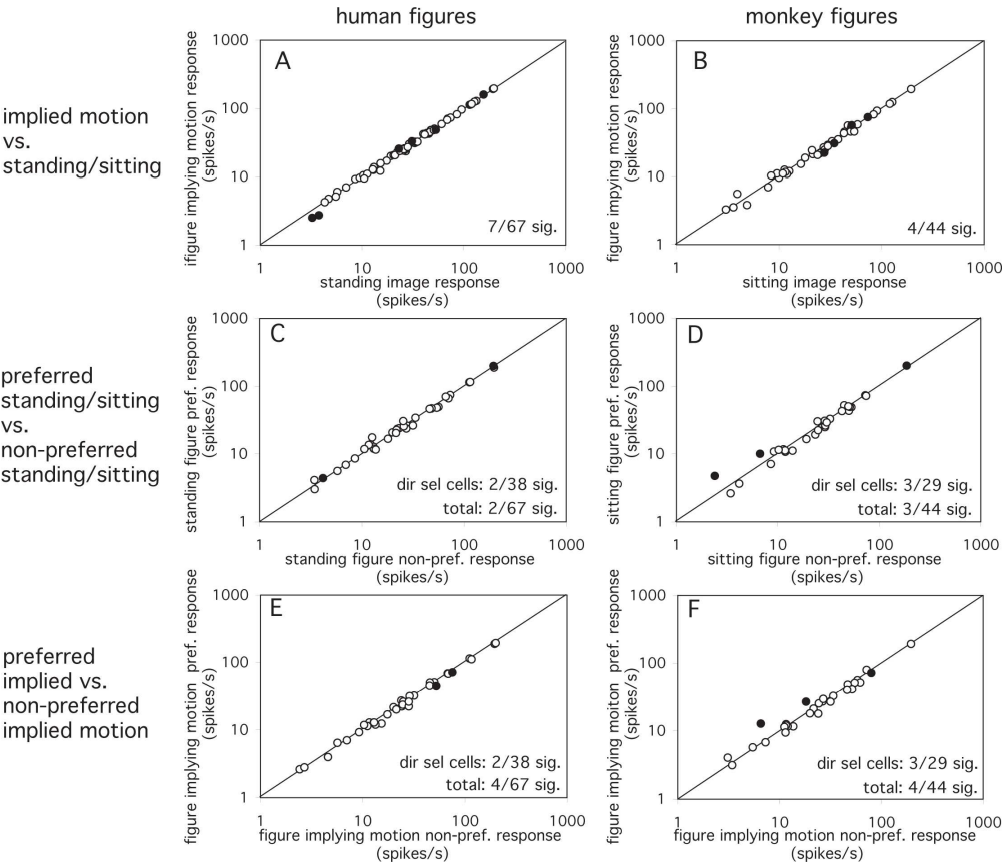 human figures
monkey figures
implied motion
vs.
standing/sitting
A
ifigure implying motion response
(spikes/s)
1000
100
10
1
7/67 sig.
1 10 100 1000
standing image response
(spikes/s)
B
figure impying motion response
(spikes/s)
1000
100
10
1
4/44 sig.
1 10 100 1000
sitting image response
(spikes/s)
preferred
standing/sitting
vs.
non-preferred
standing/sitting
C
standing figure pref. response
(spikes/s)
1000
100
10
1
dir sel cells: 2/38 sig.
total: 2/67 sig.
1 10 100 1000
standing figure non-pref. response
(spikes/s)
D
sitting figure pref. response
(spikes/s)
1000
100
10
1
dir sel cells: 3/29 sig.
total: 3/44 sig.
1 10 100 1000
sitting figure non-pref. response
(spikes/s)
preferred
implied vs.
non-preferred
implied motion
E
figure implying motion pref. response
(spikes/s)
1000
100
10
1
dir sel cells: 2/38 sig.
total: 4/67 sig.
1 10 100 1000
figure implying motion non-pref. response
(spikes/s)
F
figure implying moiton pref. response
(spikes/s)
1000
100
10
1
dir sel cells: 3/29 sig.
total: 4/44 sig.
1 10 100 1000
figure implying motion non-pref. response
(spikes/s)